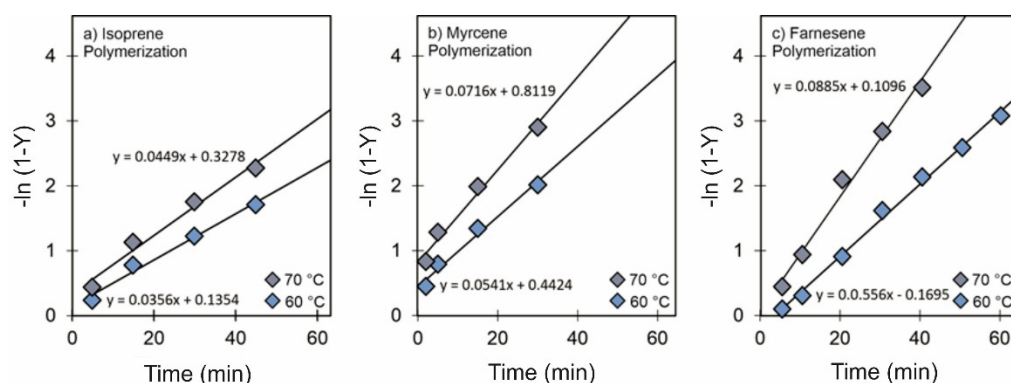 a) Isoprene
Polymerization
y = 0.0449x + 0.3278
y = 0.0356x + 0.1354
70 °C
60 °C
-ln (1-Y)
0
1
2
3
4
0
20
40
60
Time (min)
b) Myrcene
Polymerization
y = 0.0716x + 0.8119
y = 0.0541x + 0.4424
70 °C
60 °C
-ln (1-Y)
0
1
2
3
4
0
20
40
60
Time (min)
c) Farnesene
Polymerization
y = 0.0885x + 0.1096
y = 0.0.556x - 0.1695
70 °C
60 °C
-ln (1-Y)
0
1
2
3
4
0
20
40
60
Time (min)